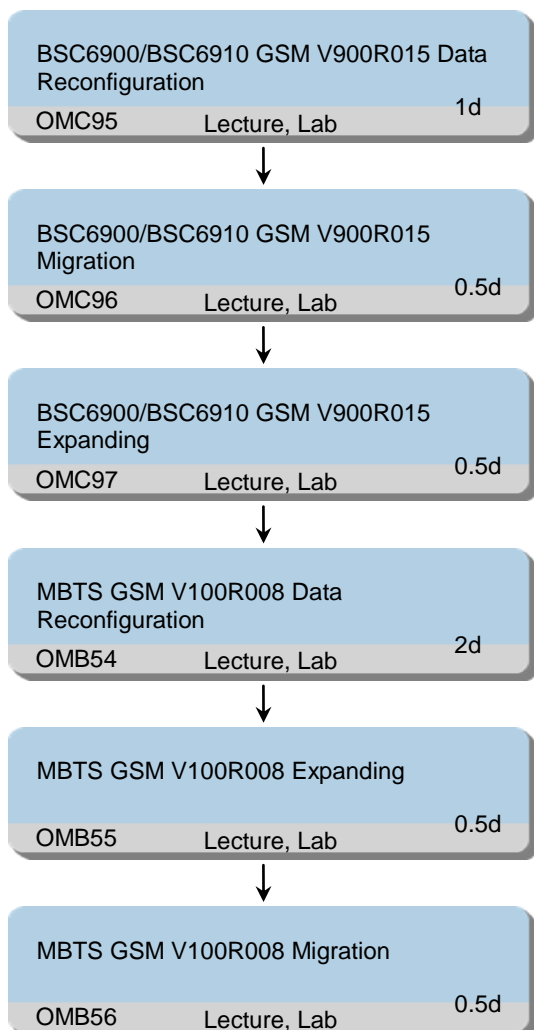 BSC6900/BSC6910 GSM V900R015 Data
Reconfiguration
1d
OMC95 Lecture, Lab
BSC6900/BSC6910 GSM V900R015
Migration
0.5d
OMC96 Lecture, Lab
BSC6900/BSC6910 GSM V900R015
Expanding
0.5d
OMC97 Lecture, Lab
MBTS GSM V100R008 Data
Reconfiguration
2d
OMB54 Lecture, Lab
MBTS GSM V100R008 Expanding
0.5d
OMB55 Lecture, Lab
MBTS GSM V100R008 Migration
0.5d
OMB56 Lecture, Lab